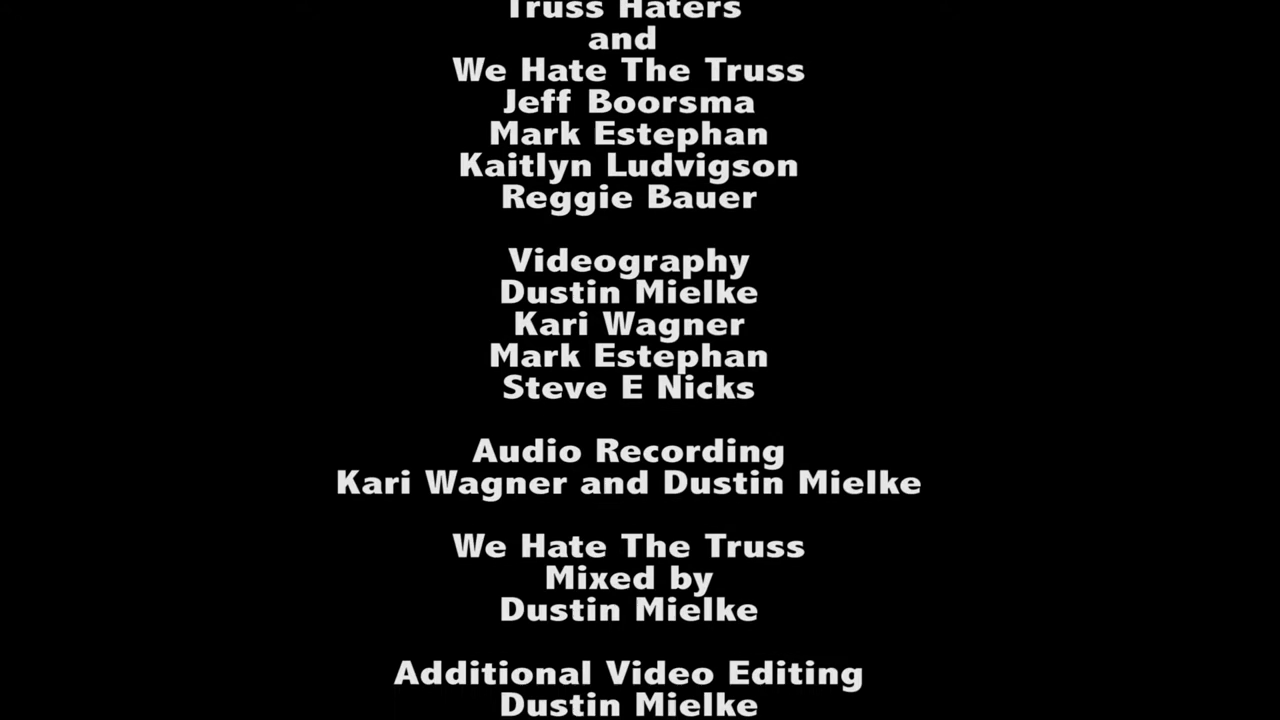 Truss Haters
and
We Hate The Truss
Jeff Boorsma
Mark Estephan
Kaitlyn Ludvigson
Reggie Bauer
Videography
Dustin Mielke
Kari Wagner
Mark Estephan
Steve E Nicks
Audio Recording
Kari Wagner and Dustin Mielke
We Hate The Truss
Mixed by
Dustin Mielke
Additional Video Editing
Dustin Mielke